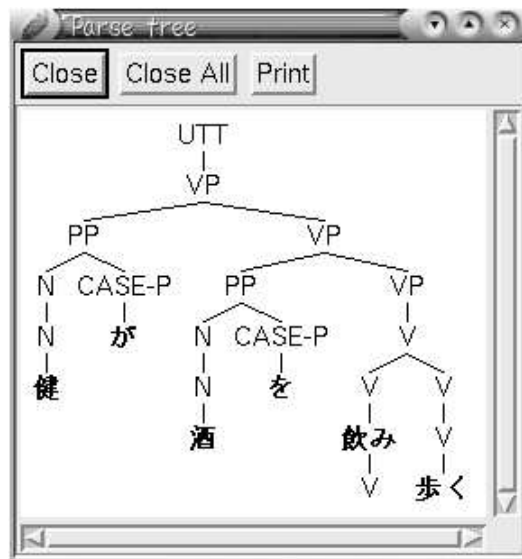 Parse tree
Close Close All Print
UTT
VP
PP VP
N CASE-P PP VP
N が N CASE-P V
健 N を V V
酒 飲み V
V 歩く